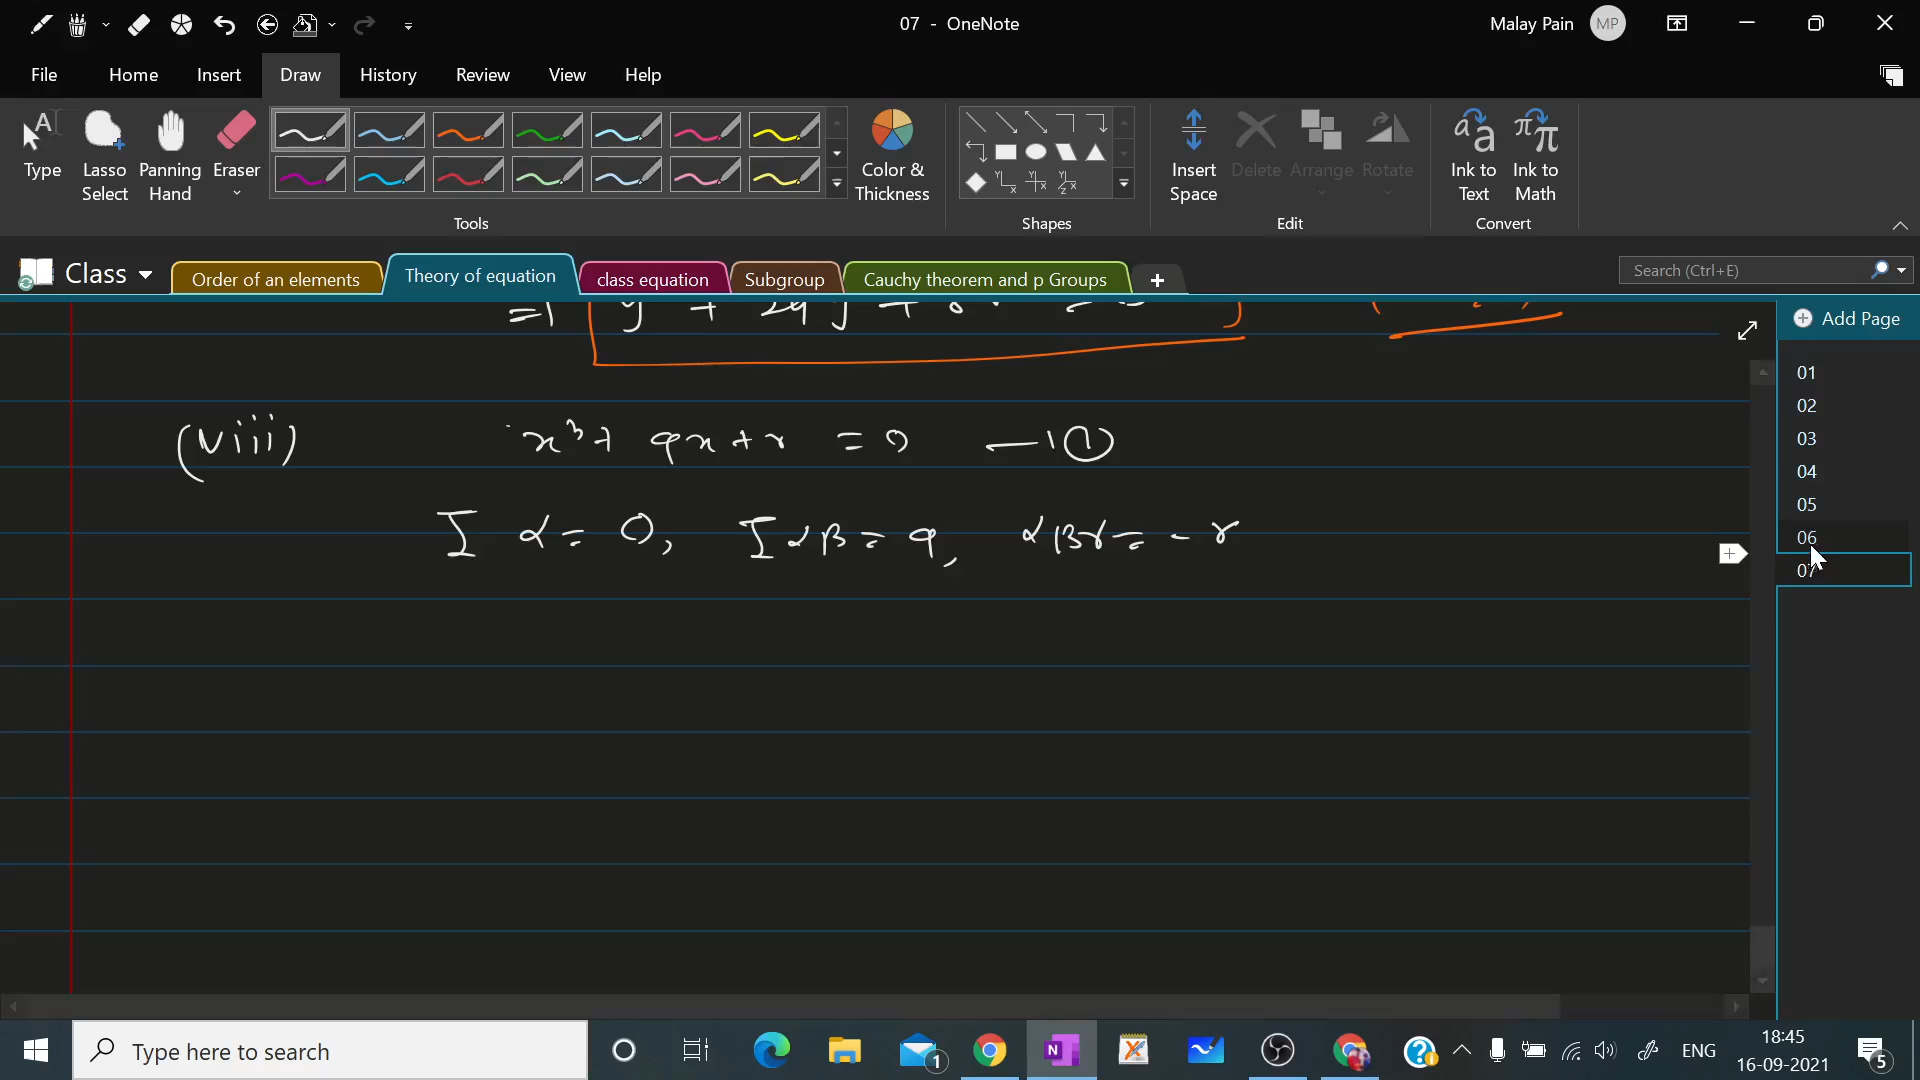 07 - OneNote
Malay Pain MP
File Home Insert Draw History Review View Help
Type
Lasso Select
Panning Hand
Eraser
Color & Thickness
Insert Space
Delete
Arrange
Rotate
Ink to Text
Ink to Math
Tools Shapes Edit Convert
Class Order of an elements Theory of equation class equation Subgroup Cauchy theorem and p Groups + Search (Ctrl+E)
Add Page
01
02
03
04
05
06
07
(viii) x³ + qx + r = 0 — ①
Σ α = 0, Σ αβ = q, αβγ = - r
Type here to search
1
ENG
18:45
16-09-2021
5